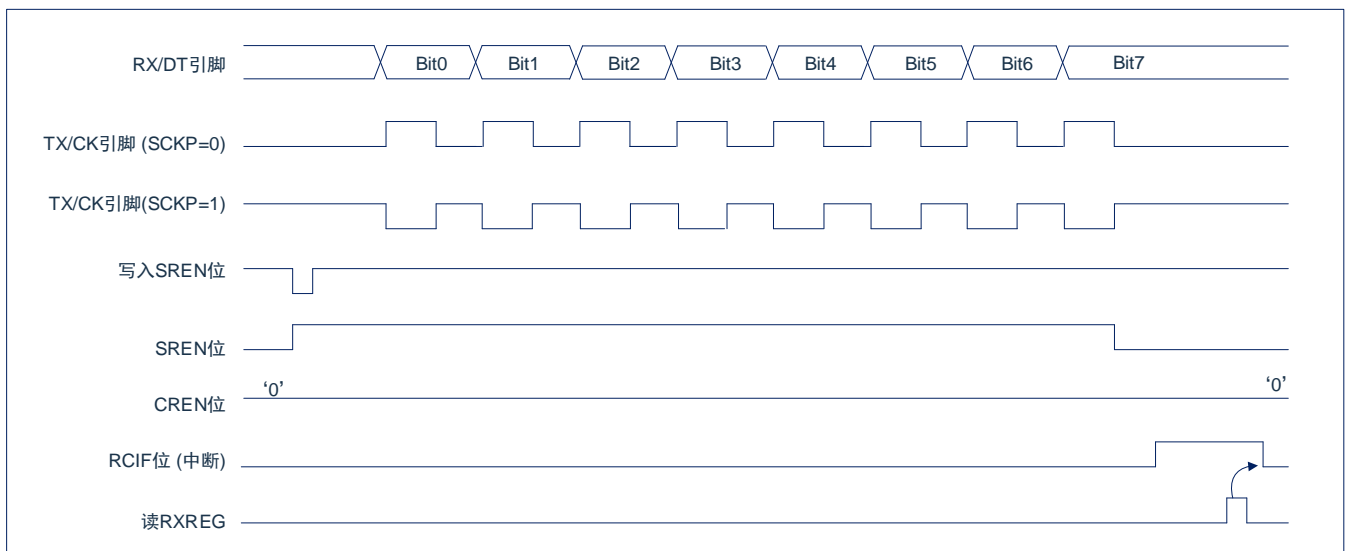 RX/DT引脚 Bit0 Bit1 Bit2 Bit3 Bit4 Bit5 Bit6 Bit7
TX/CK引脚 (SCKP=0)
TX/CK引脚(SCKP=1)
写入SREN位
SREN位
‘0’ ‘0’
CREN位
RCIF位 (中断)
读RXREG